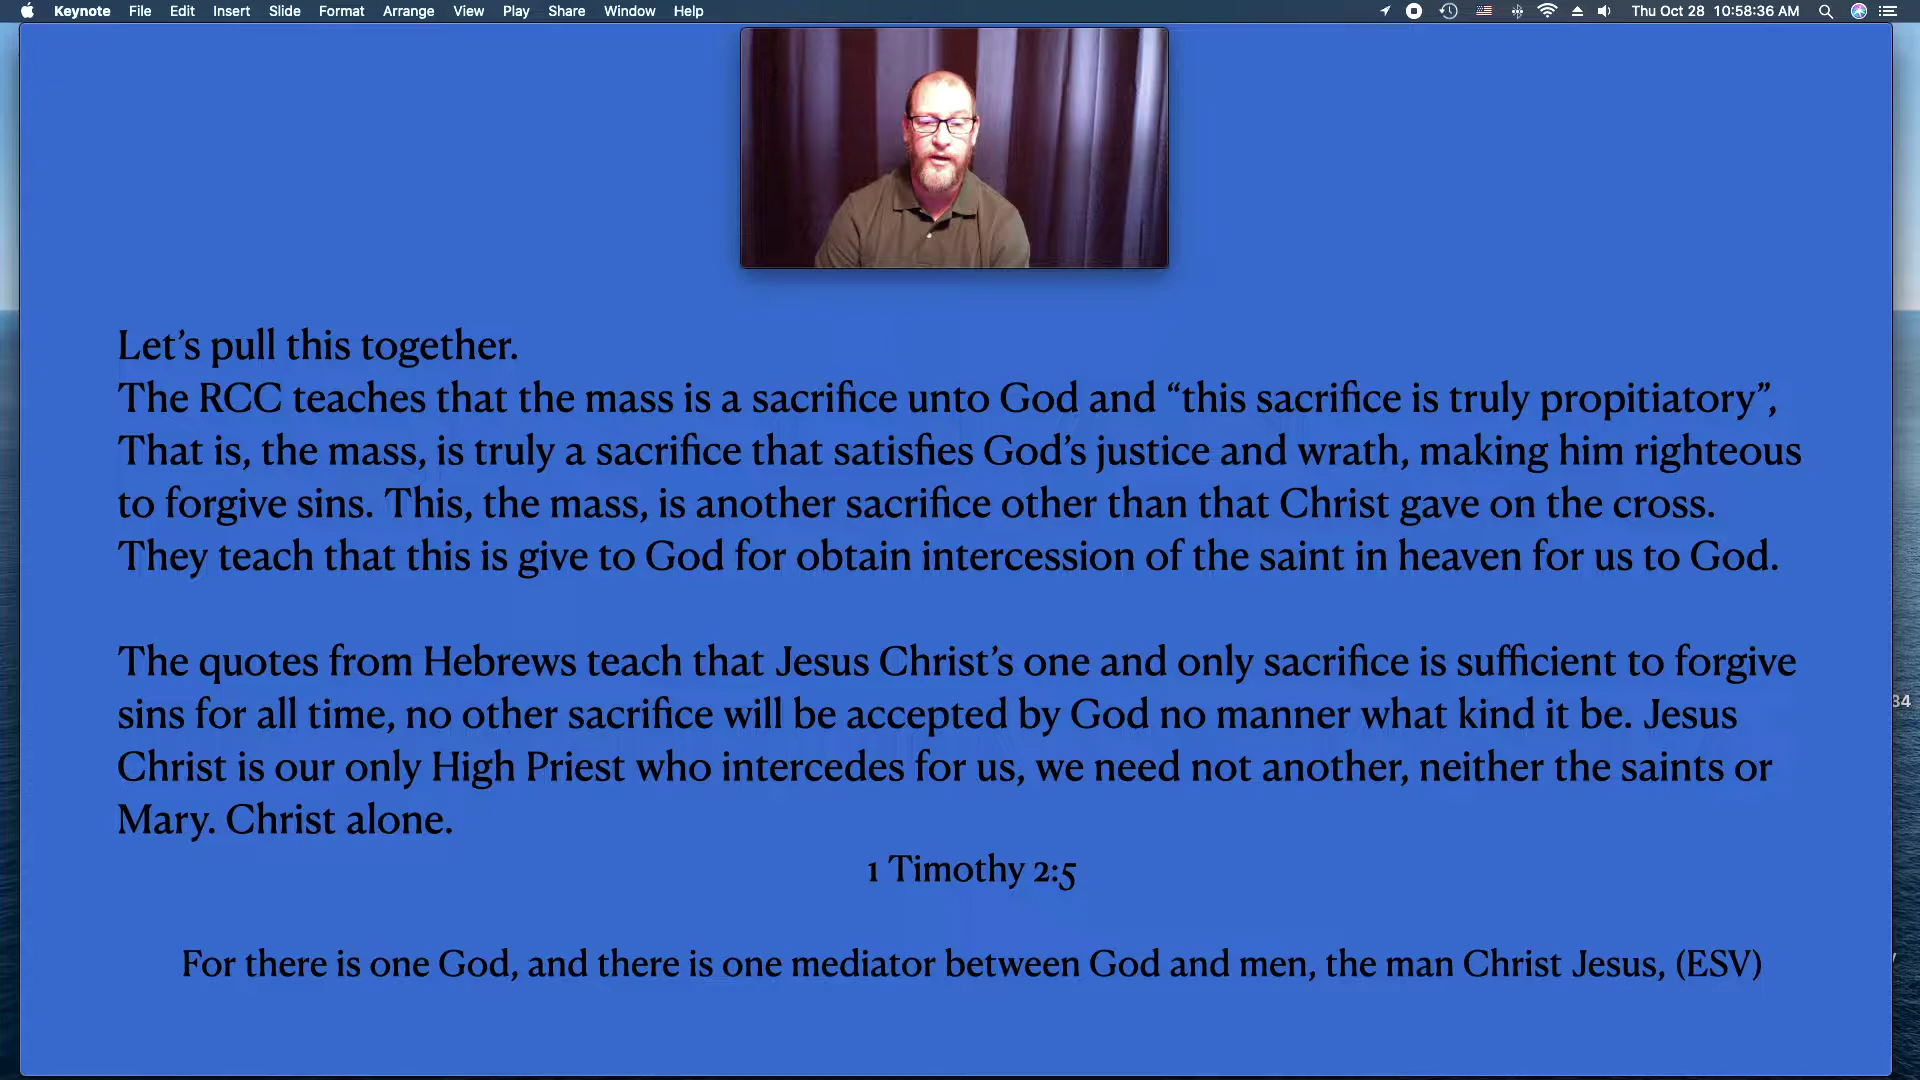 Keynote File Edit Insert Slide Format Arrange View Play Share Window Help Thu Oct 28 10:58:36 AM
Let’s pull this together.
The RCC teaches that the mass is a sacrifice unto God and “this sacrifice is truly propitiatory”,
That is, the mass, is truly a sacrifice that satisfies God’s justice and wrath, making him righteous
to forgive sins. This, the mass, is another sacrifice other than that Christ gave on the cross.
They teach that this is give to God for obtain intercession of the saint in heaven for us to God.
The quotes from Hebrews teach that Jesus Christ’s one and only sacrifice is sufficient to forgive
sins for all time, no other sacrifice will be accepted by God no manner what kind it be. Jesus
34
Christ is our only High Priest who intercedes for us, we need not another, neither the saints or
Mary. Christ alone.
1 Timothy 2:5
For there is one God, and there is one mediator between God and men, the man Christ Jesus, (ESV)